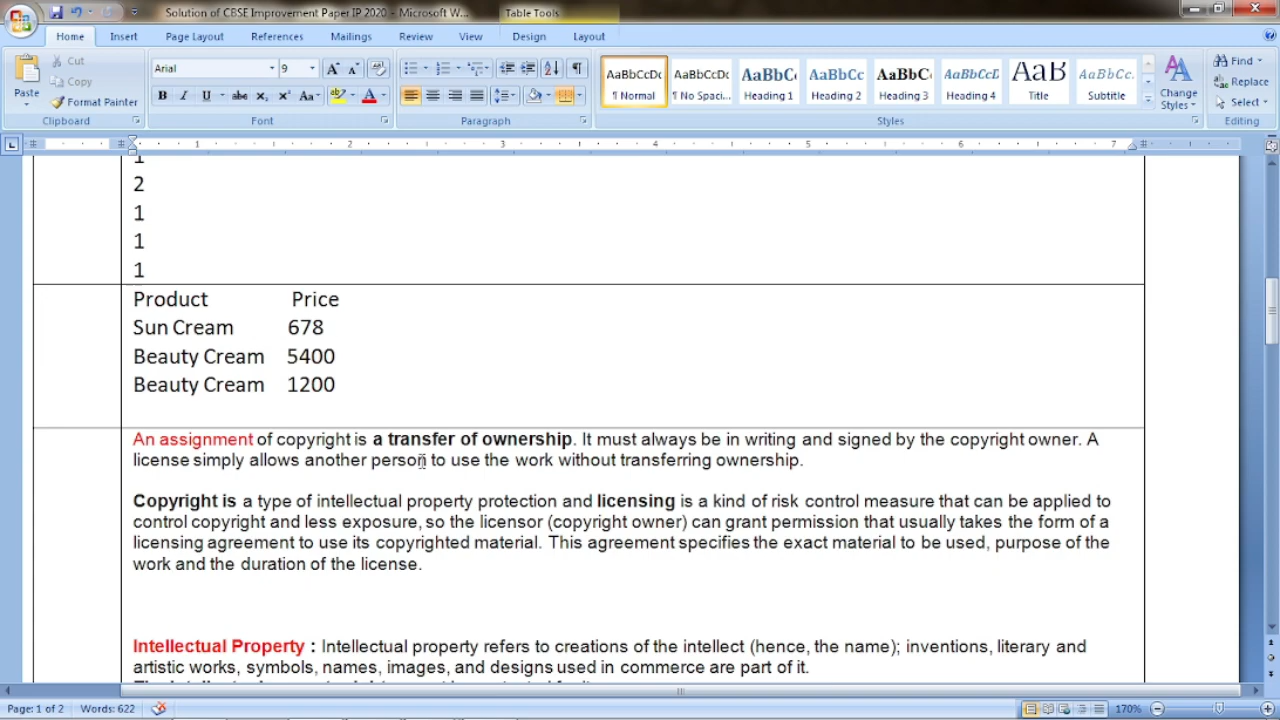 Solution of CBSE Improvement Paper IP 2020 - Microsoft W...
Table Tools
Home Insert Page Layout References Mailings Review View Design Layout
Paste
Cut
Copy
Format Painter
Clipboard
Arial 9
Font
Paragraph
AaBbCcDc AaBbCcDc AaBbC AaBbCc AaBbCc AaBbCcD AaB AaBbCc.
¶ Normal ¶ No Spaci... Heading 1 Heading 2 Heading 3 Heading 4 Title Subtitle
Change Styles
Styles
Find
Replace
Select
Editing
1 2 3 4 5 6 7
1
2
1
1
1
Product Price
Sun Cream 678
Beauty Cream 5400
Beauty Cream 1200
An assignment of copyright is a transfer of ownership. It must always be in writing and signed by the copyright owner. A
license simply allows another person to use the work without transferring ownership.
Copyright is a type of intellectual property protection and licensing is a kind of risk control measure that can be applied to
control copyright and less exposure, so the licensor (copyright owner) can grant permission that usually takes the form of a
licensing agreement to use its copyrighted material. This agreement specifies the exact material to be used, purpose of the
work and the duration of the license.
Intellectual Property : Intellectual property refers to creations of the intellect (hence, the name); inventions, literary and
artistic works, symbols, names, images, and designs used in commerce are part of it.
Page: 1 of 2 Words: 622 170%